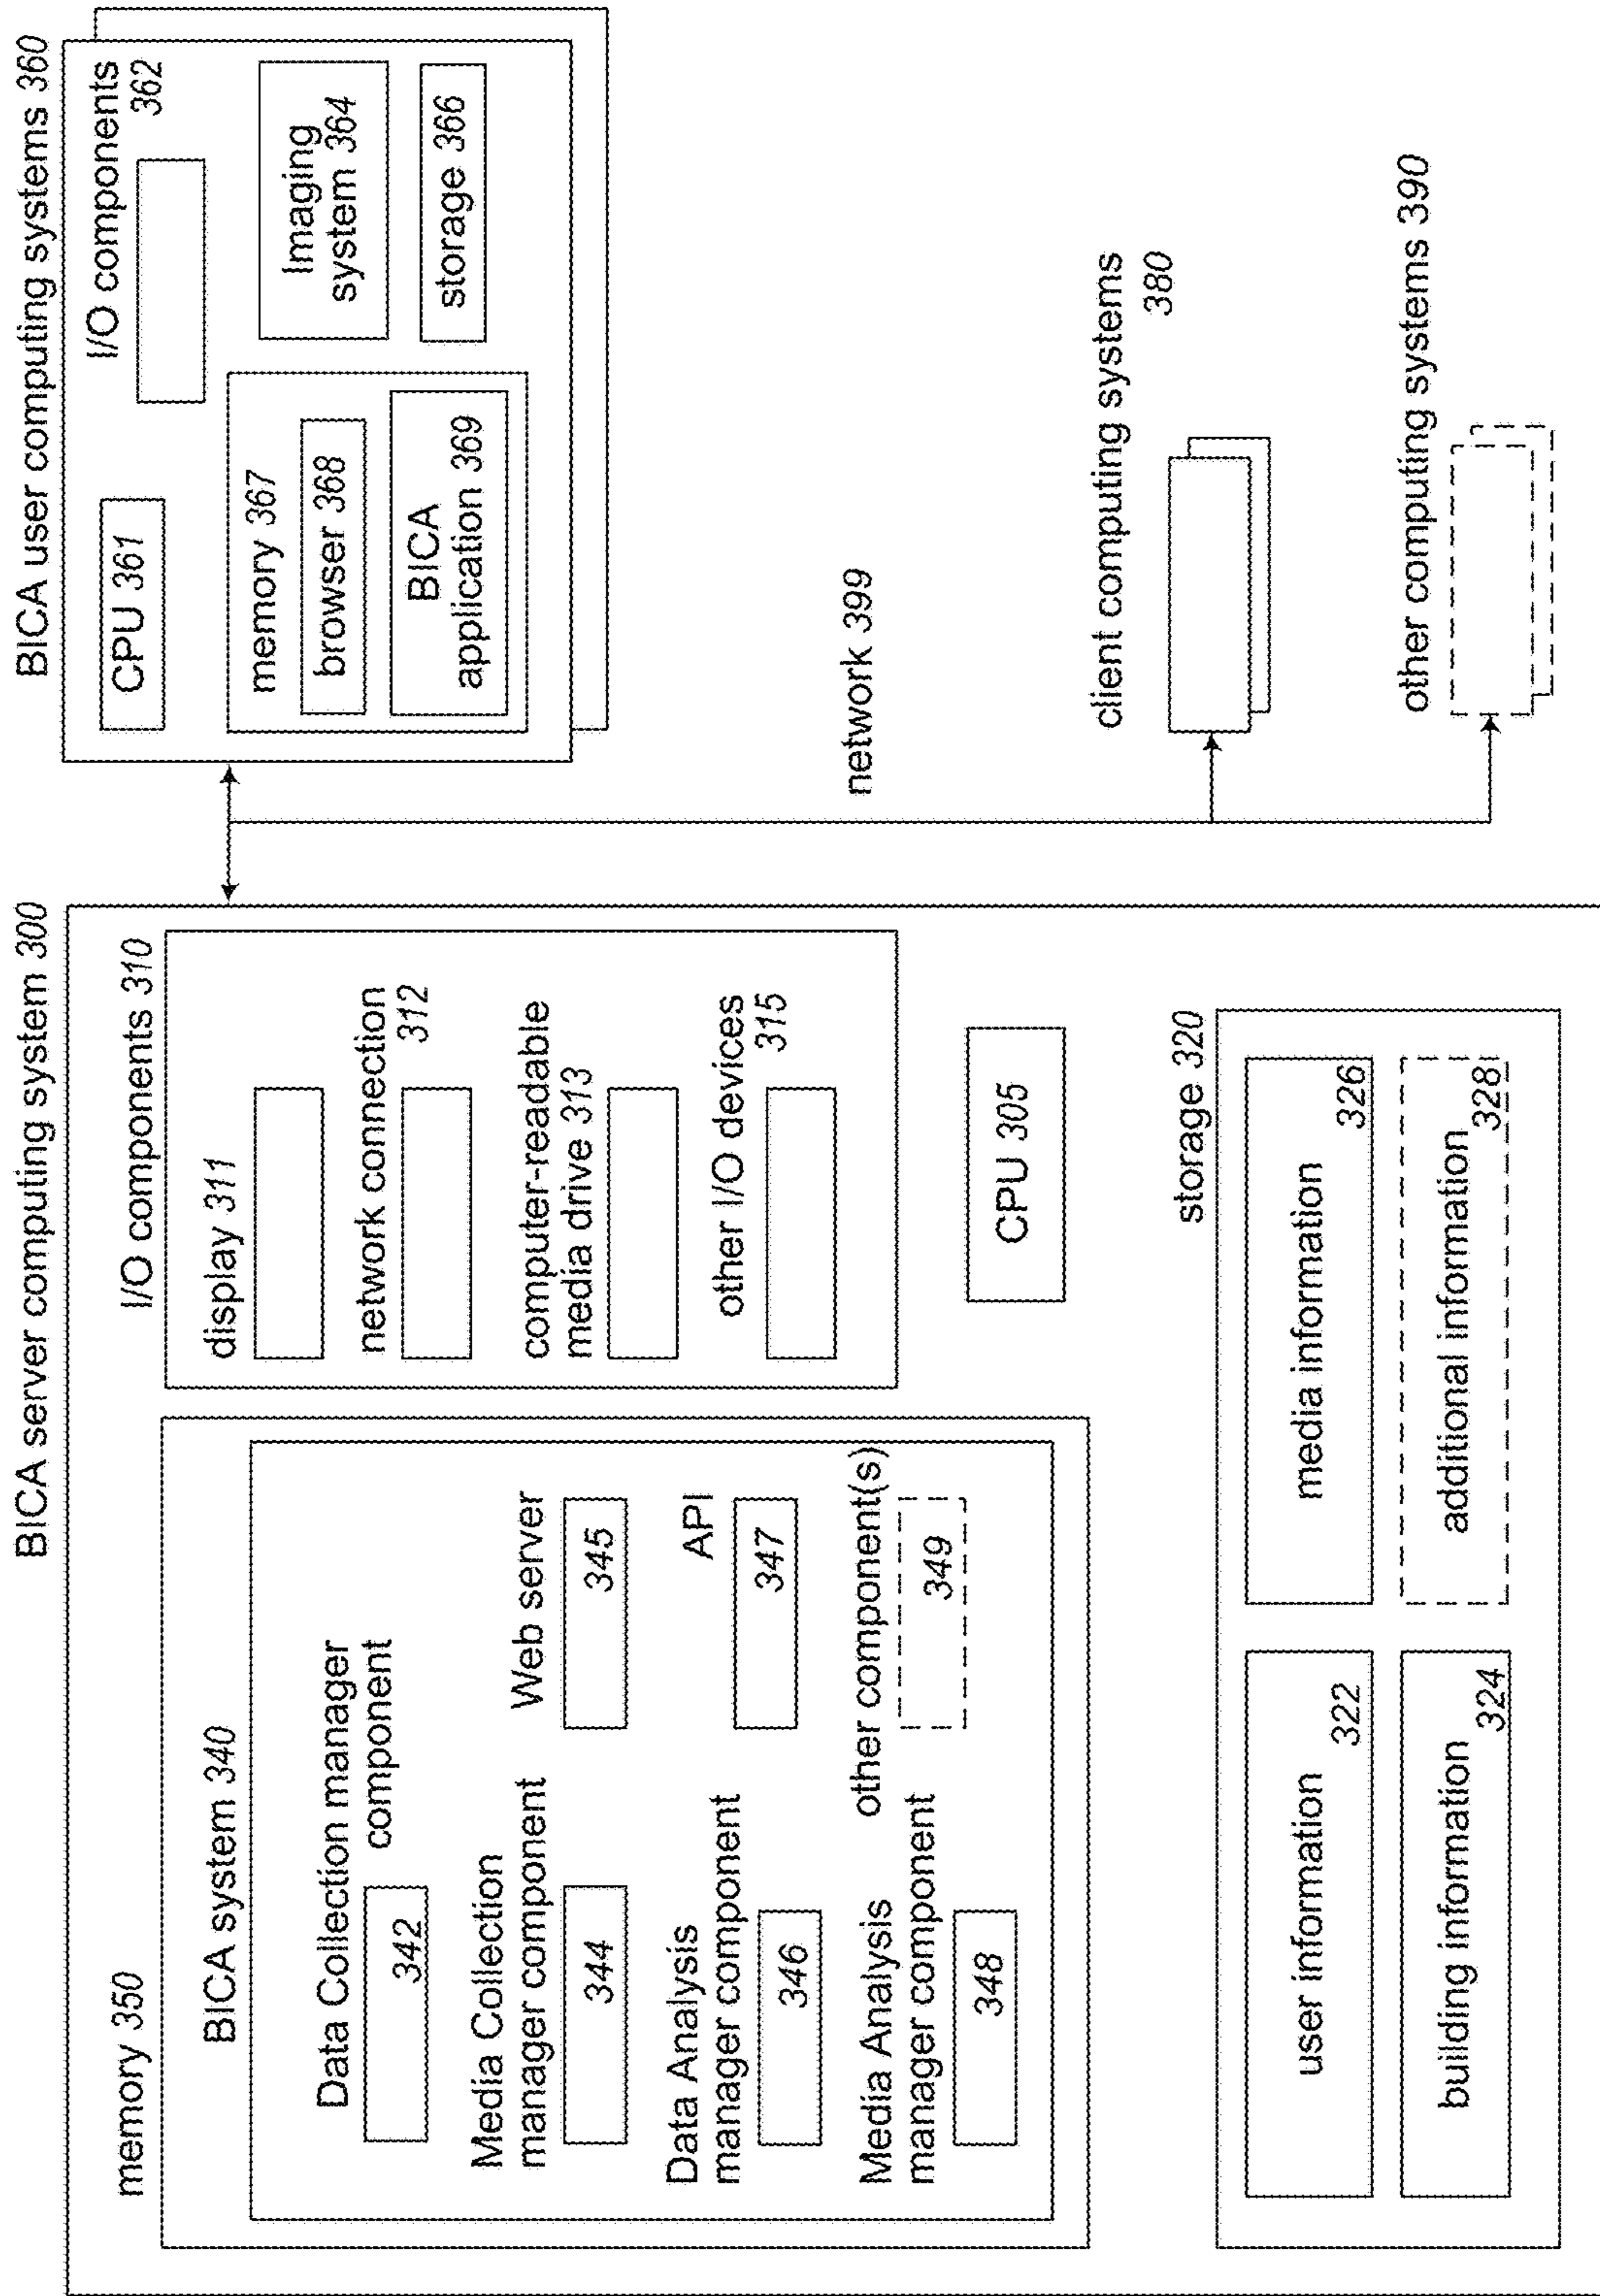 BICA server computing system 300
memory 350
BICA system 340
Data Collection manager
component
342
Media Collection
manager component
344
Data Analysis
manager component
346
Media Analysis
manager component
348
Web server
345
API
347
other component(s)
349
I/O components 310
display 311
network connection
312
computer-readable
media drive 313
other I/O devices
315
CPU 305
storage 320
user information
322
media information
326
building information
324
additional information
328
BICA user computing systems 360
CPU 361
I/O components
362
memory 367
browser 368
BICA
application 369
Imaging
system 364
storage 366
network 399
client computing systems
380
other computing systems 390